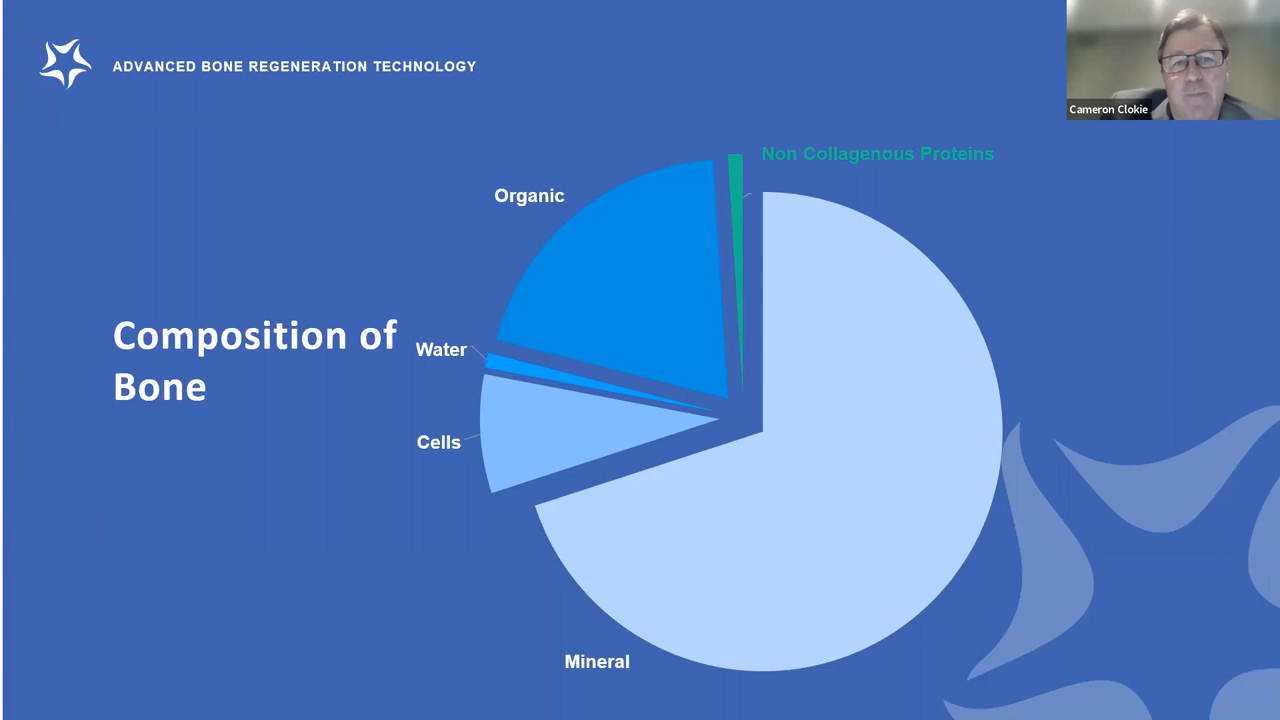 ADVANCED BONE REGENERATION TECHNOLOGY
Cameron Clokie
Non Collagenous Proteins
Organic
Composition of
Bone
Water
Cells
Mineral